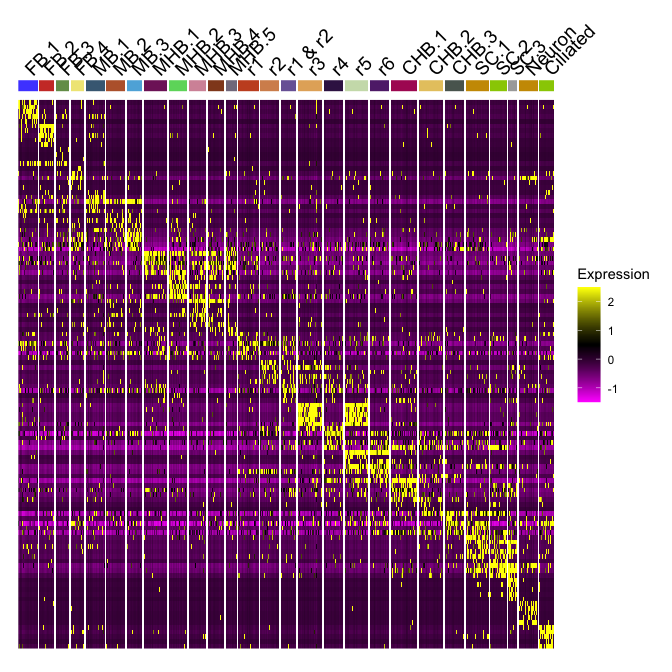 FB.1
FB.2
FB.3
FB.4
MB.1
MB.2
MB.3
MHB.1
MHB.2
MHB.3
MHB.4
MHB.5
r1
r2
r1 & r2
r3
r4
r5
r6
CHB.1
CHB.2
CHB.3
SC.1
SC.2
SC.3
Neuron
Ciliated
Expression
2
1
0
-1